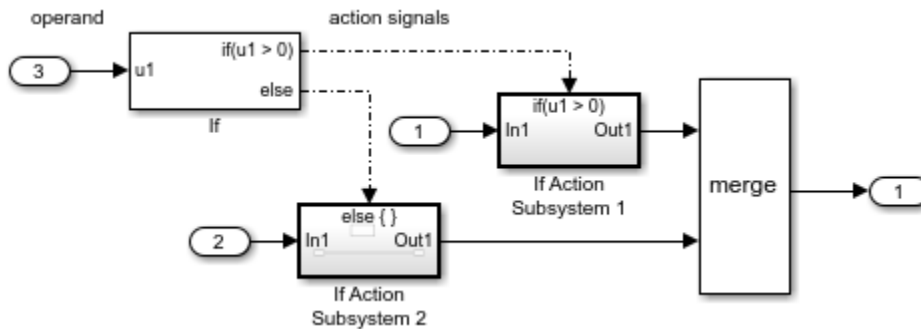 operand
action signals
3
u1
if(u1 > 0)
else
If
1
if(u1 > 0)
In1
Out1
If Action
Subsystem 1
merge
1
2
else { }
In1
Out1
If Action
Subsystem 2